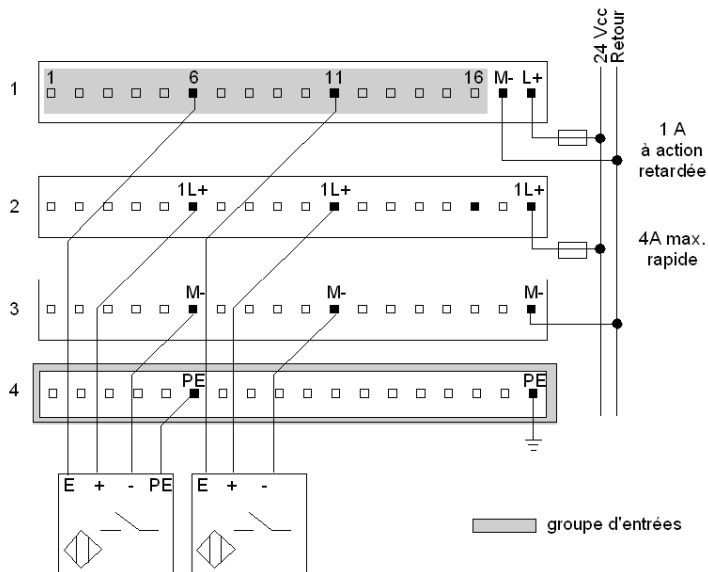 24 Vcc
Retour
1 6 11 16 M- L+
1
1 A
à action
retardée
1L+ 1L+ 1L+
2
4A max.
rapide
M- M- M-
3
PE PE
4
E + - PE E + -
groupe d'entrées